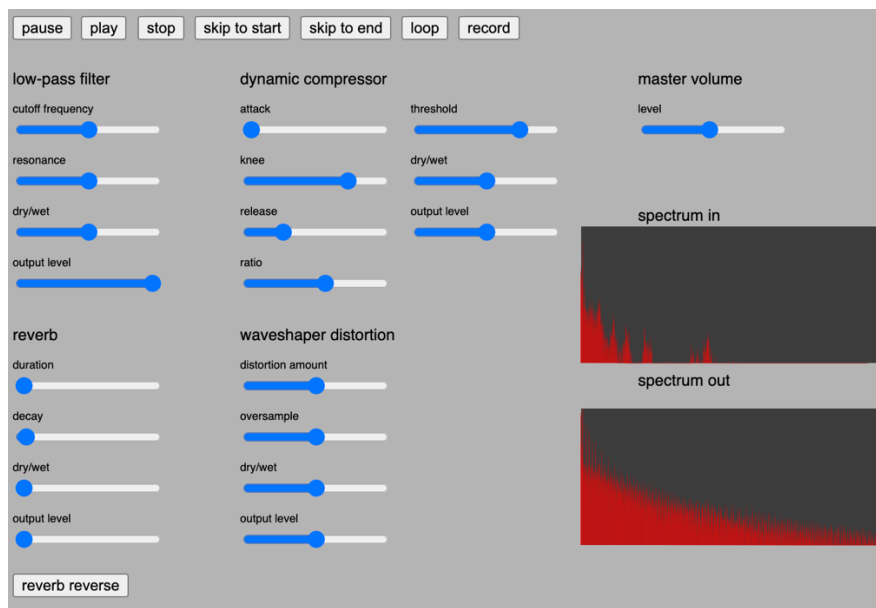 pause play stop skip to start skip to end loop record
low-pass filter
cutoff frequency
resonance
dry/wet
output level
dynamic compressor
attack
knee
release
ratio
threshold
dry/wet
output level
master volume
level
spectrum in
spectrum out
reverb
duration
decay
dry/wet
output level
reverb reverse
waveshaper distortion
distortion amount
oversample
dry/wet
output level